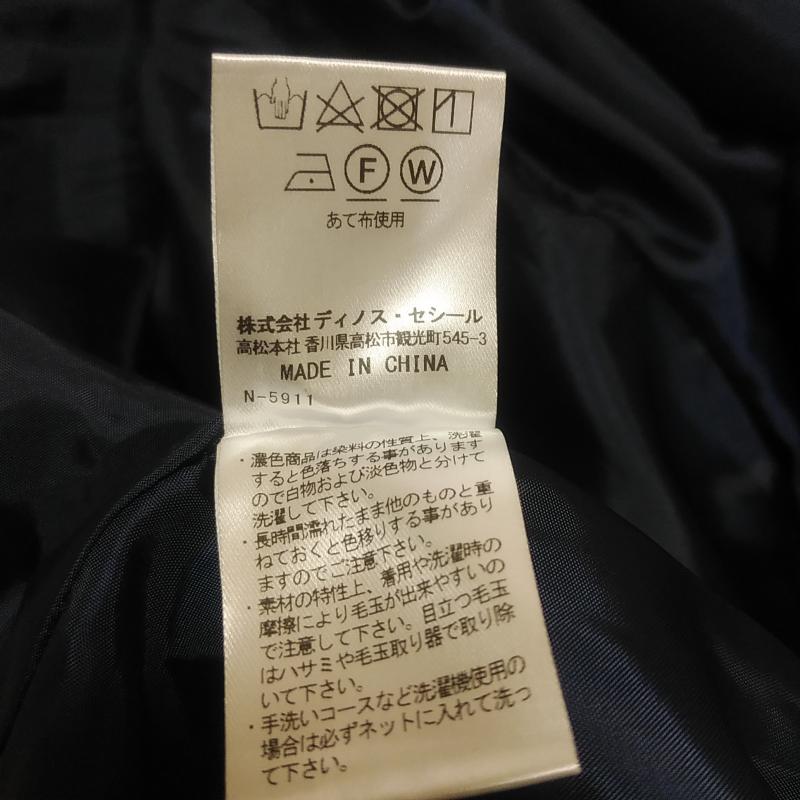 F W
あて布使用
株式会社ディノス・セシール
高松本社 香川県高松市観光町545-3
MADE IN CHINA
N-5911
・濃色商品は染料の性質上、洗濯
すると色落ちする事があります
ので白物および淡色物と分けて
洗濯して下さい。
・長時間濡れたまま他のものと重
ねておくと色移りする事があり
ますのでご注意下さい。
・素材の特性上、着用や洗濯時の
摩擦により毛玉が出来やすいの
で注意して下さい。目立つ毛玉
はハサミや毛玉取り器で取り除
いて下さい。
・手洗いコースなど洗濯機使用の
場合は必ずネットに入れて洗っ
て下さい。